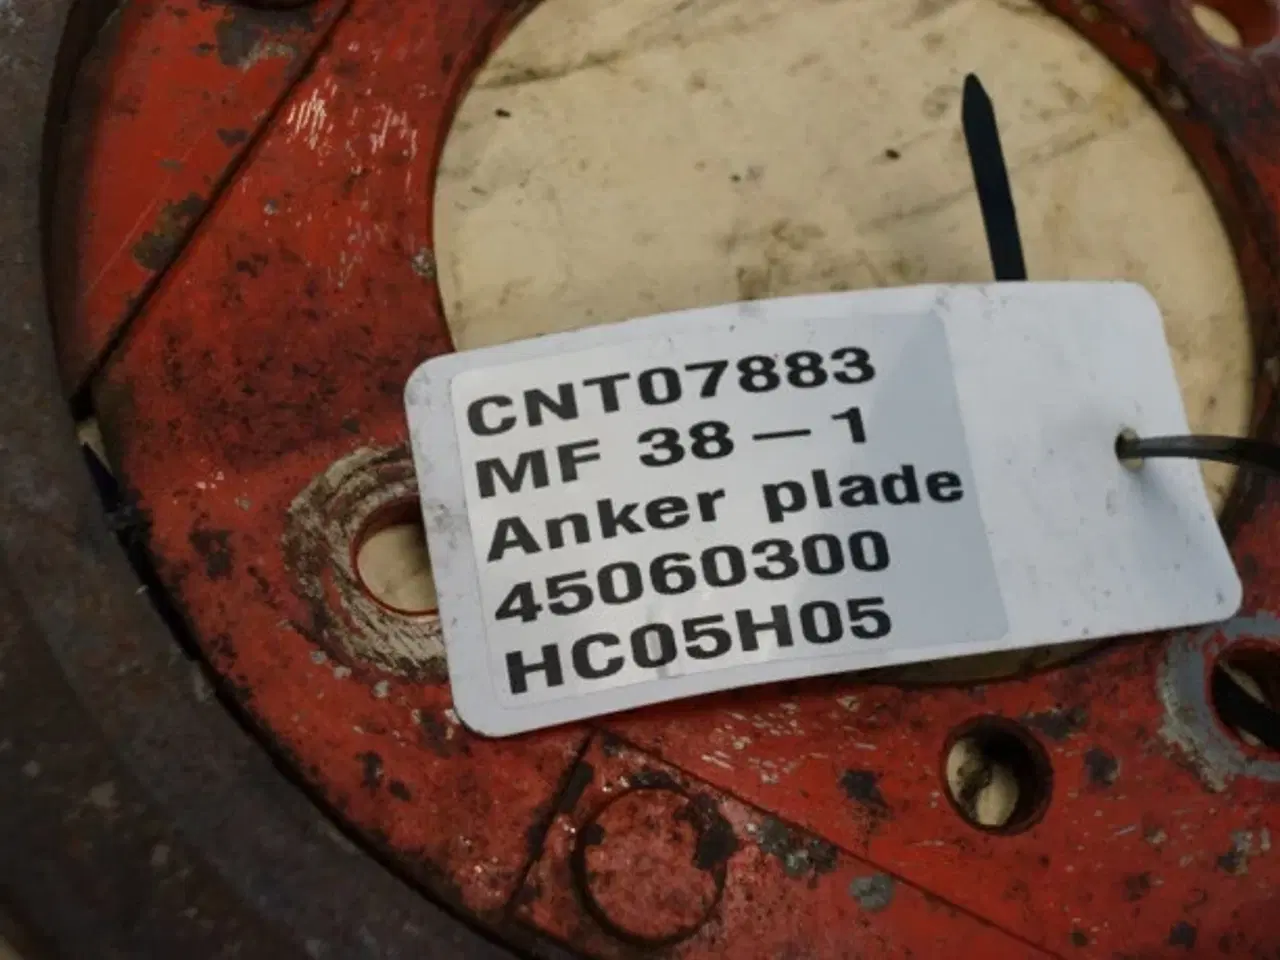 CNT07883
MF 38 — 1
Anker plade
45060300
HC05H05